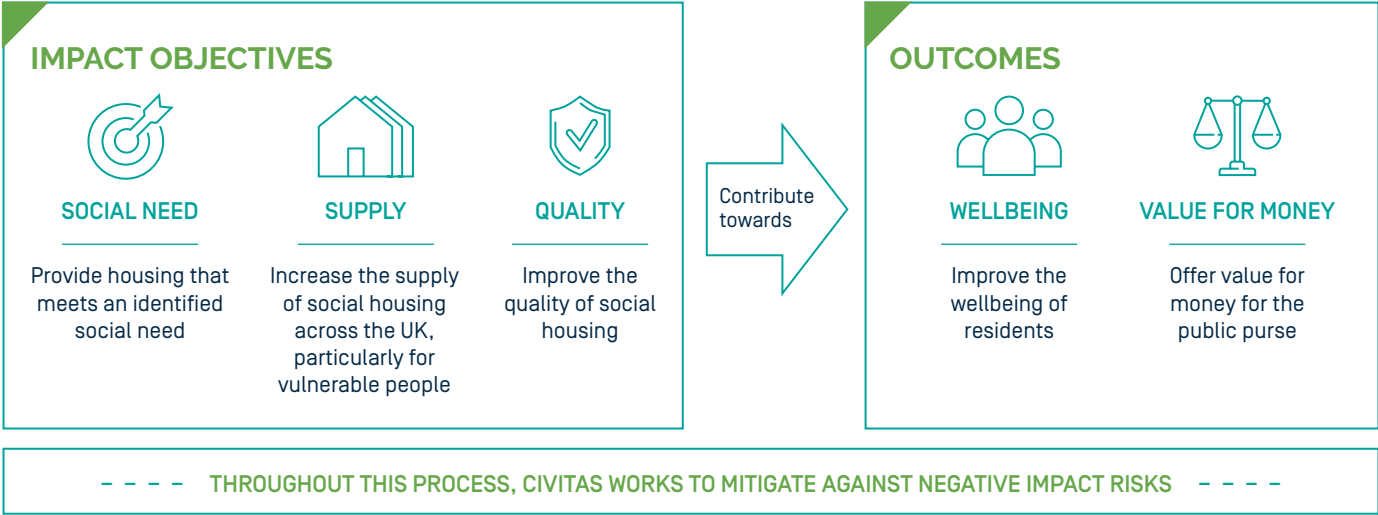 IMPACT OBJECTIVES
SOCIAL NEED
Provide housing that
meets an identified
social need
SUPPLY
Increase the supply
of social housing
across the UK,
particularly for
vulnerable people
QUALITY
Improve the
quality of social
housing
Contribute
towards
OUTCOMES
WELLBEING
Improve the
wellbeing of
residents
VALUE FOR MONEY
Offer value for
money for the
public purse
THROUGHOUT THIS PROCESS, CIVITAS WORKS TO MITIGATE AGAINST NEGATIVE IMPACT RISKS